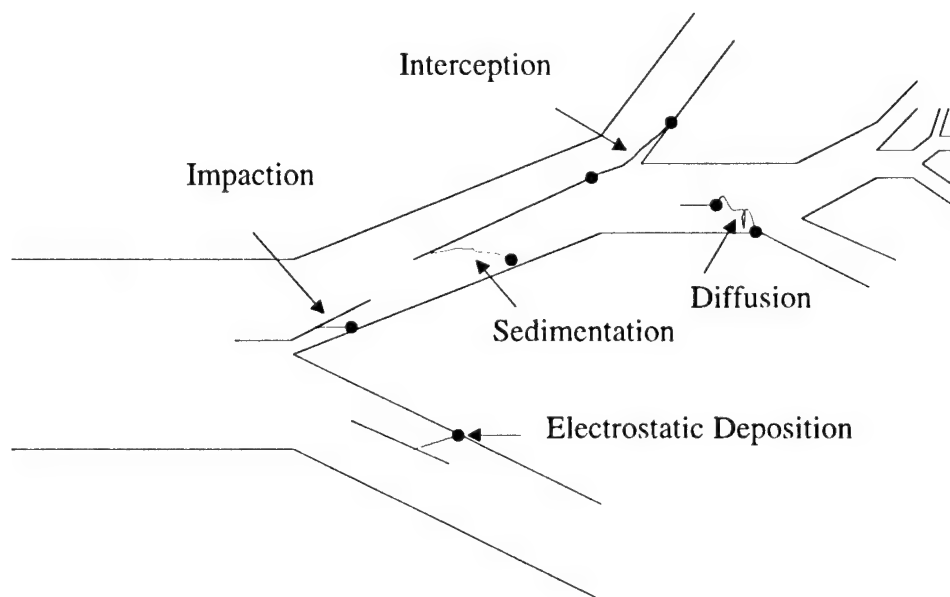 Interception
Impaction
Diffusion
Sedimentation
Electrostatic Deposition